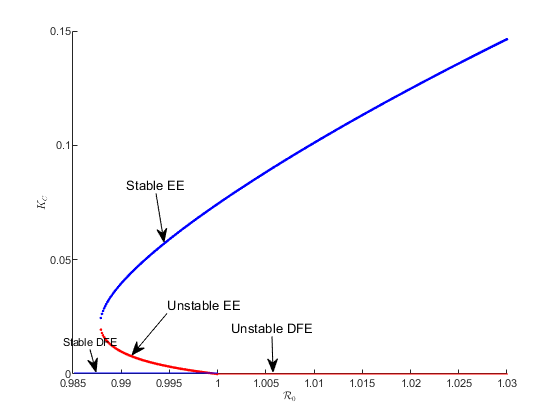 0.15
0.1
Stable EE
K_C
0.05
Unstable EE
Unstable DFE
Stable DFE
0
0.985 0.99 0.995 1 1.005 1.01 1.015 1.02 1.025 1.03
ℛ₀